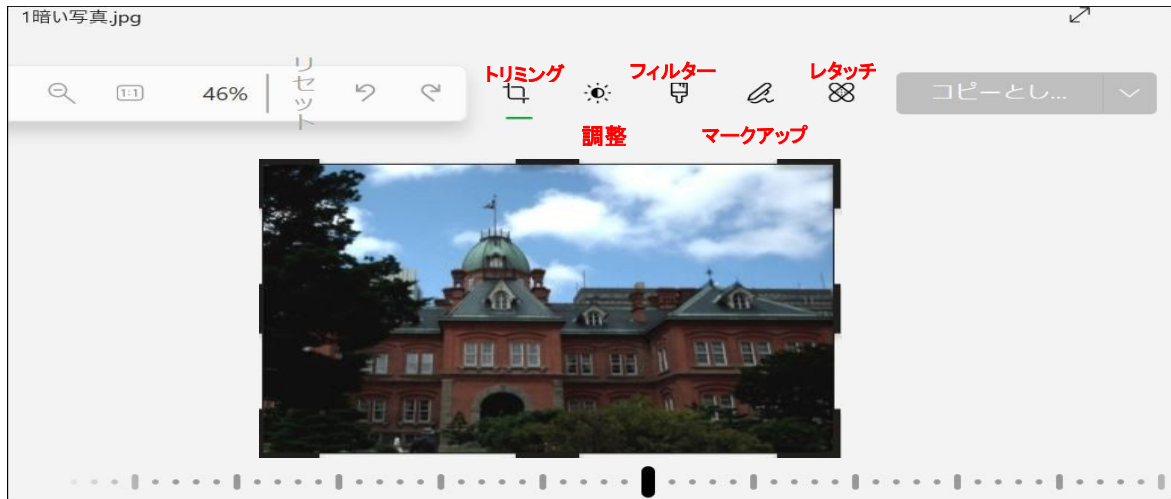 1暗い写真.jpg
トリミング
フィルター
レタッチ
1:1
46%
リセット
コピーとし...
調整
マークアップ